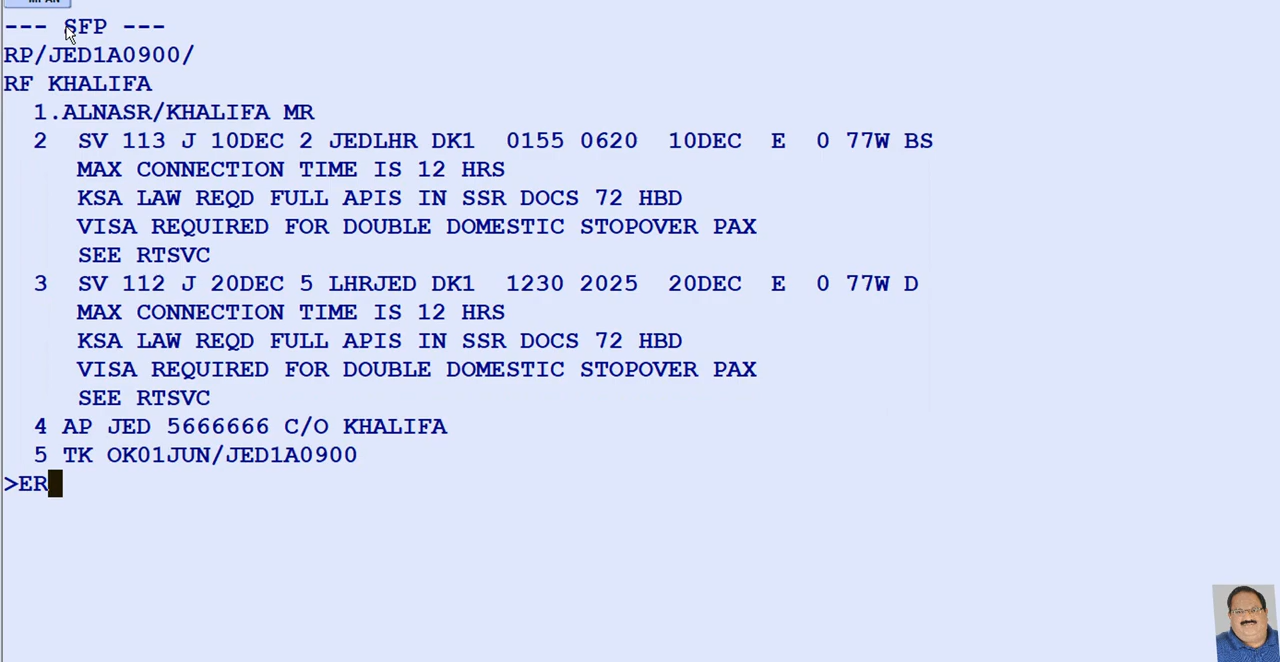 --- SFP ---
RP/JED1A0900/
RF KHALIFA
1.ALNASR/KHALIFA MR
2 SV 113 J 10DEC 2 JEDLHR DK1 0155 0620 10DEC E 0 77W BS
MAX CONNECTION TIME IS 12 HRS
KSA LAW REQD FULL APIS IN SSR DOCS 72 HBD
VISA REQUIRED FOR DOUBLE DOMESTIC STOPOVER PAX
SEE RTSVC
3 SV 112 J 20DEC 5 LHRJED DK1 1230 2025 20DEC E 0 77W D
MAX CONNECTION TIME IS 12 HRS
KSA LAW REQD FULL APIS IN SSR DOCS 72 HBD
VISA REQUIRED FOR DOUBLE DOMESTIC STOPOVER PAX
SEE RTSVC
4 AP JED 5666666 C/O KHALIFA
5 TK OK01JUN/JED1A0900
>ER